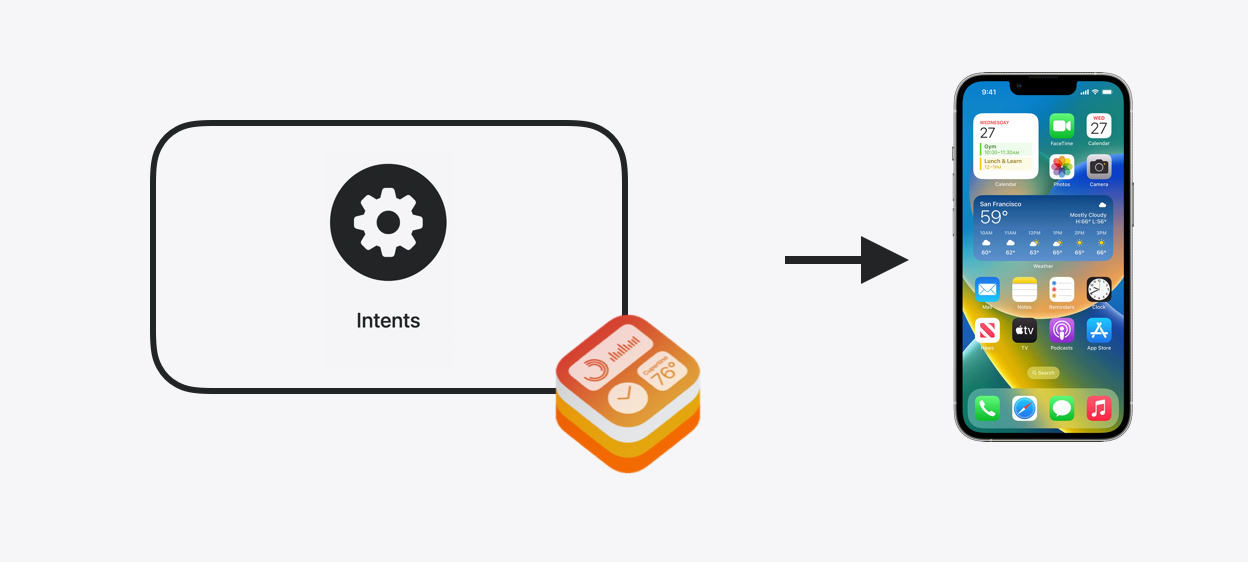 Intents
Cupertino
76°
9:41
WEDNESDAY
27
Gym
10:00–11:30AM
Lunch & Learn
12–1PM
Calendar
FaceTime
WED
27
Calendar
Photos
Camera
San Francisco
59°
Mostly Cloudy
H:66° L:56°
10AM 11AM 12PM 1PM 2PM 3PM
60° 62° 63° 65° 65° 66°
Weather
Mail Notes Reminders Clock
tv
News TV Podcasts App Store
Search